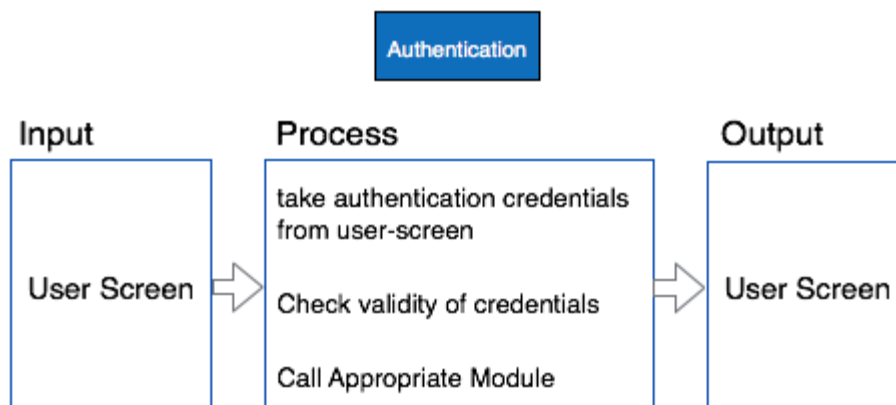 Authentication
Input
Process
Output
User Screen
take authentication credentials
from user-screen
Check validity of credentials
Call Appropriate Module
User Screen